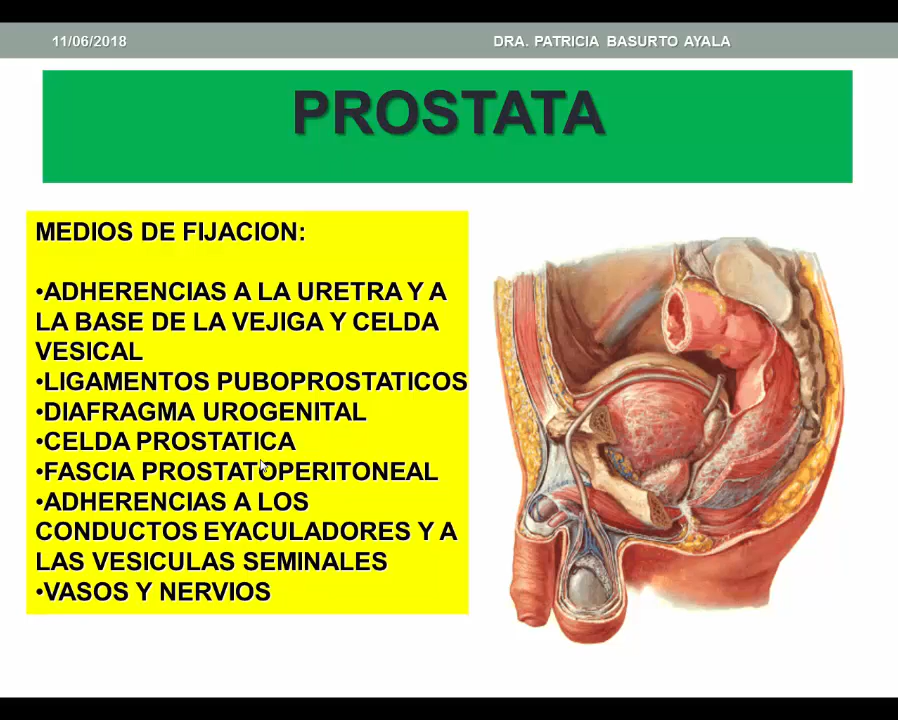 11/06/2018 DRA. PATRICIA BASURTO AYALA
PROSTATA
MEDIOS DE FIJACION:
•ADHERENCIAS A LA URETRA Y A
LA BASE DE LA VEJIGA Y CELDA
VESICAL
•LIGAMENTOS PUBOPROSTATICOS
•DIAFRAGMA UROGENITAL
•CELDA PROSTATICA
•FASCIA PROSTATOPERITONEAL
•ADHERENCIAS A LOS
CONDUCTOS EYACULADORES Y A
LAS VESICULAS SEMINALES
•VASOS Y NERVIOS